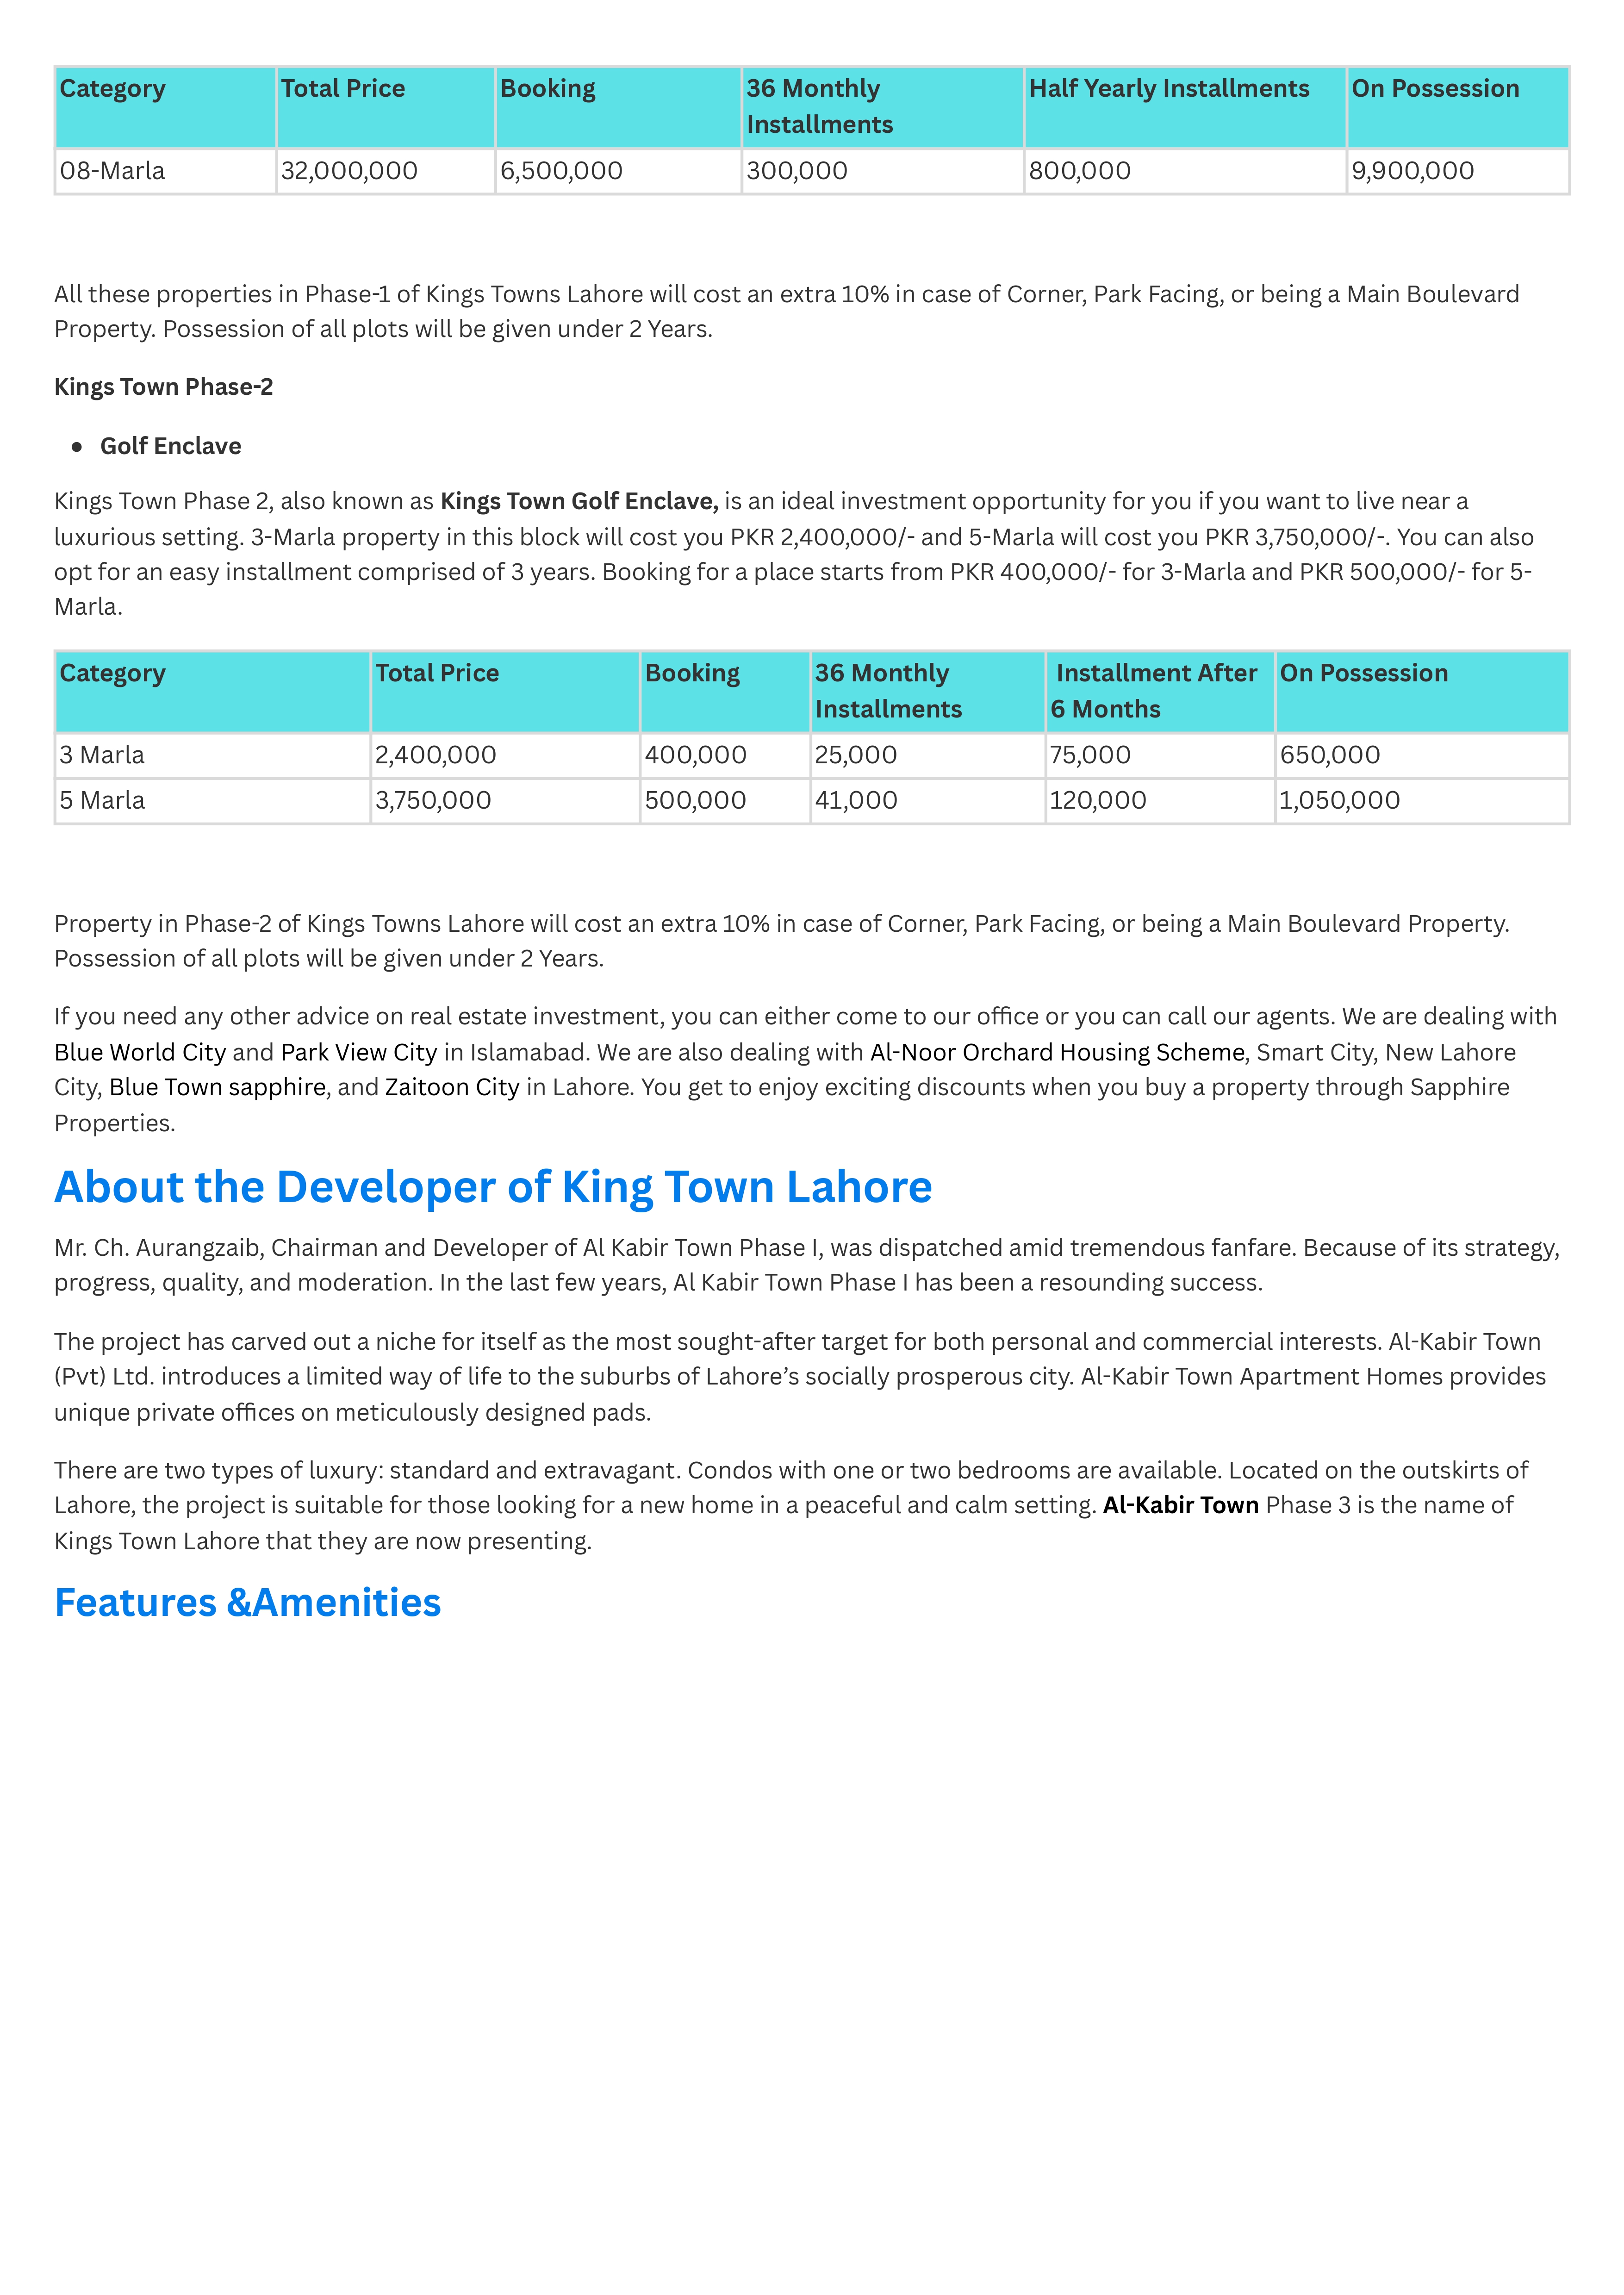 Category Total Price Booking 36 Monthly Installments Half Yearly Installments On Possession
08-Marla 32,000,000 6,500,000 300,000 800,000 9,900,000
All these properties in Phase-1 of Kings Towns Lahore will cost an extra 10% in case of Corner, Park Facing, or being a Main Boulevard
Property. Possession of all plots will be given under 2 Years.
Kings Town Phase-2
● Golf Enclave
Kings Town Phase 2, also known as Kings Town Golf Enclave, is an ideal investment opportunity for you if you want to live near a
luxurious setting. 3-Marla property in this block will cost you PKR 2,400,000/- and 5-Marla will cost you PKR 3,750,000/-. You can also
opt for an easy installment comprised of 3 years. Booking for a place starts from PKR 400,000/- for 3-Marla and PKR 500,000/- for 5-
Marla.
Category Total Price Booking 36 Monthly Installments Installment After 6 Months On Possession
3 Marla 2,400,000 400,000 25,000 75,000 650,000
5 Marla 3,750,000 500,000 41,000 120,000 1,050,000
Property in Phase-2 of Kings Towns Lahore will cost an extra 10% in case of Corner, Park Facing, or being a Main Boulevard Property.
Possession of all plots will be given under 2 Years.
If you need any other advice on real estate investment, you can either come to our office or you can call our agents. We are dealing with
Blue World City and Park View City in Islamabad. We are also dealing with Al-Noor Orchard Housing Scheme, Smart City, New Lahore
City, Blue Town sapphire, and Zaitoon City in Lahore. You get to enjoy exciting discounts when you buy a property through Sapphire
Properties.
About the Developer of King Town Lahore
Mr. Ch. Aurangzaib, Chairman and Developer of Al Kabir Town Phase I, was dispatched amid tremendous fanfare. Because of its strategy,
progress, quality, and moderation. In the last few years, Al Kabir Town Phase I has been a resounding success.
The project has carved out a niche for itself as the most sought-after target for both personal and commercial interests. Al-Kabir Town
(Pvt) Ltd. introduces a limited way of life to the suburbs of Lahore’s socially prosperous city. Al-Kabir Town Apartment Homes provides
unique private offices on meticulously designed pads.
There are two types of luxury: standard and extravagant. Condos with one or two bedrooms are available. Located on the outskirts of
Lahore, the project is suitable for those looking for a new home in a peaceful and calm setting. Al-Kabir Town Phase 3 is the name of
Kings Town Lahore that they are now presenting.
Features &Amenities